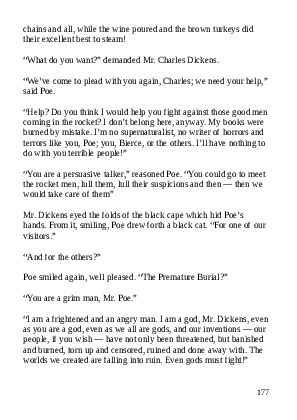 chains and all, while the wine poured and the brown turkeys did
their excellent best to steam!
“What do you want?” demanded Mr. Charles Dickens.
“We’ve come to plead with you again, Charles; we need your help,”
said Poe.
“Help? Do you think I would help you fight against those good men
coming in the rocket? I don’t belong here, anyway. My books were
burned by mistake. I’m no supernaturalist, no writer of horrors and
terrors like you, Poe; you, Bierce, or the others. I’ll have nothing to
do with you terrible people!”
“You are a persuasive talker,” reasoned Poe. “You could go to meet
the rocket men, lull them, lull their suspicions and then — then we
would take care of them”
Mr. Dickens eyed the folds of the black cape which hid Poe’s
hands. From it, smiling, Poe drew forth a black cat. “For one of our
visitors.”
“And for the others?”
Poe smiled again, well pleased. “The Premature Burial?”
“You are a grim man, Mr. Poe.”
“I am a frightened and an angry man. I am a god, Mr. Dickens, even
as you are a god, even as we all are gods, and our inventions — our
people, if you wish — have not only been threatened, but banished
and burned, torn up and censored, ruined and done away with. The
worlds we created are falling into ruin. Even gods must fight!”
177